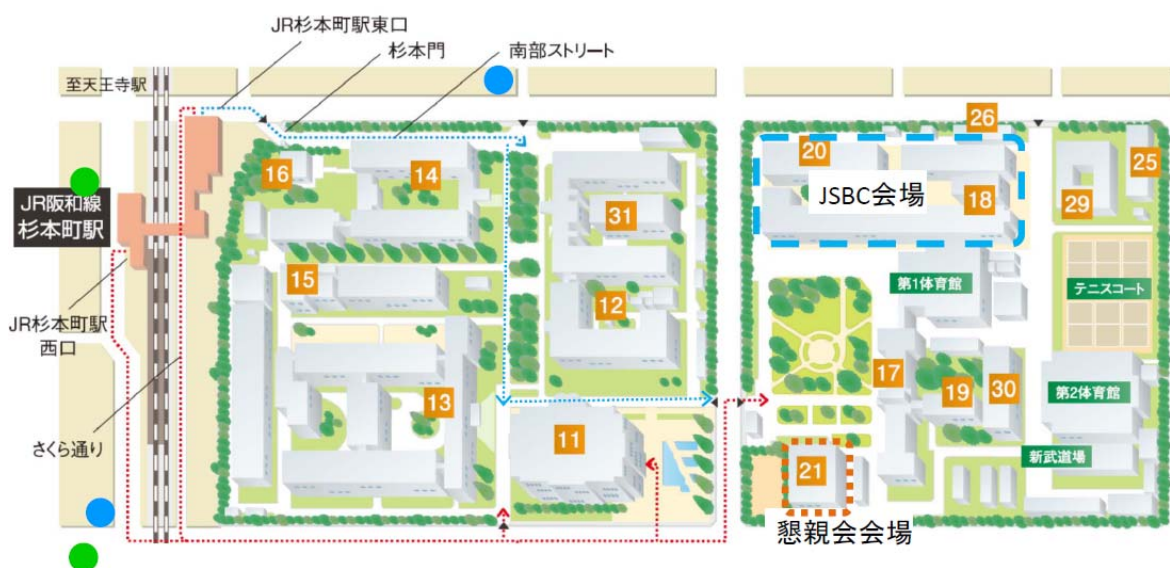 JR杉本町駅東口
杉本門
南部ストリート
至天王寺駅
26
20
16
14
25
JSBC会場
18
29
31
JR阪和線
杉本町駅
第1体育館
15
12
テニスコート
JR杉本町駅
西口
17
19
30
第2体育館
13
11
さくら通り
新武道場
21
懇親会会場